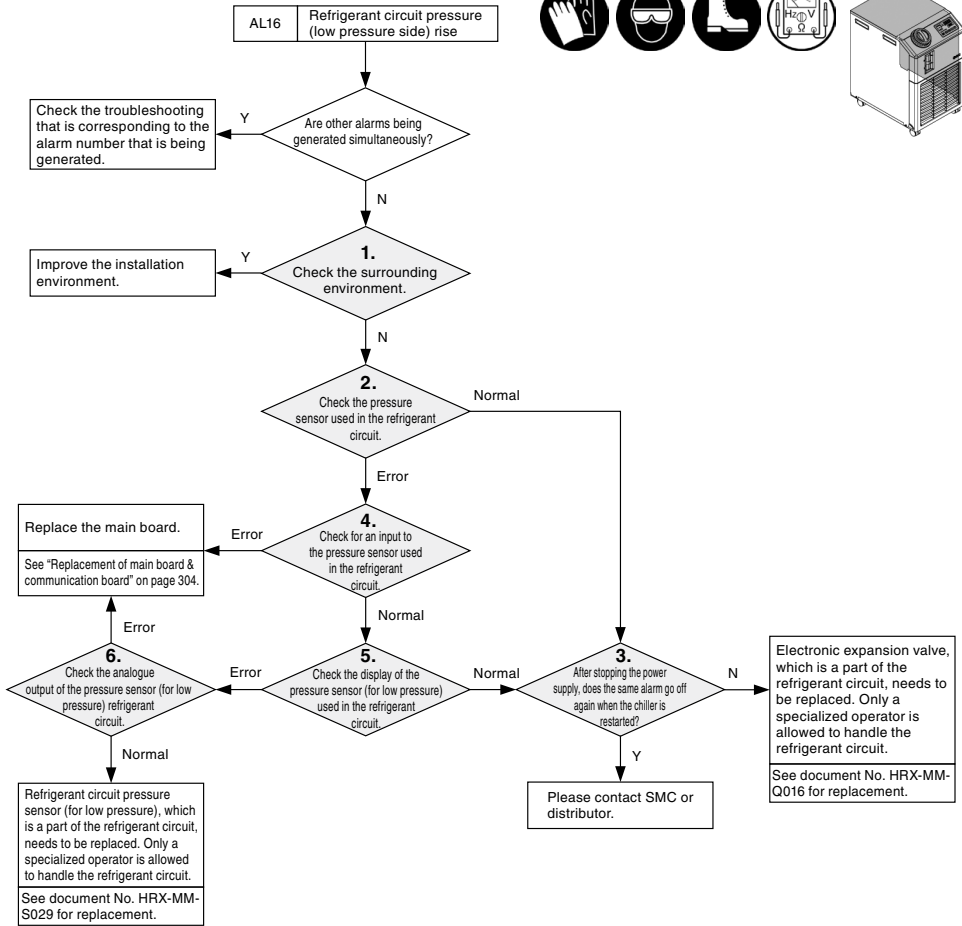 AL16
Refrigerant circuit pressure
(low pressure side) rise
Hz V
Ω
Check the troubleshooting
that is corresponding to the
alarm number that is being
generated.
Y
Are other alarms being
generated simultaneously?
N
Improve the installation
environment.
Y
1.
Check the surrounding
environment.
N
2.
Check the pressure
sensor used in the refrigerant
circuit.
Normal
Error
Replace the main board.
See “Replacement of main board &
communication board” on page 304.
Error
4.
Check for an input to
the pressure sensor used
in the refrigerant
circuit.
Normal
Error
6.
Check the analogue
output of the pressure sensor (for low
pressure) refrigerant
circuit.
Error
5.
Check the display of the
pressure sensor (for low pressure)
used in the refrigerant
circuit.
Normal
3.
After stopping the power
supply, does the same alarm go off
again when the chiller is
restarted?
N
Electronic expansion valve,
which is a part of the
refrigerant circuit, needs to
be replaced. Only a
specialized operator is
allowed to handle the
refrigerant circuit.
See document No. HRX-MM-
Q016 for replacement.
Normal
Y
Refrigerant circuit pressure
sensor (for low pressure), which
is a part of the refrigerant circuit,
needs to be replaced. Only a
specialized operator is allowed
to handle the refrigerant circuit.
See document No. HRX-MM-
S029 for replacement.
Please contact SMC or
distributor.